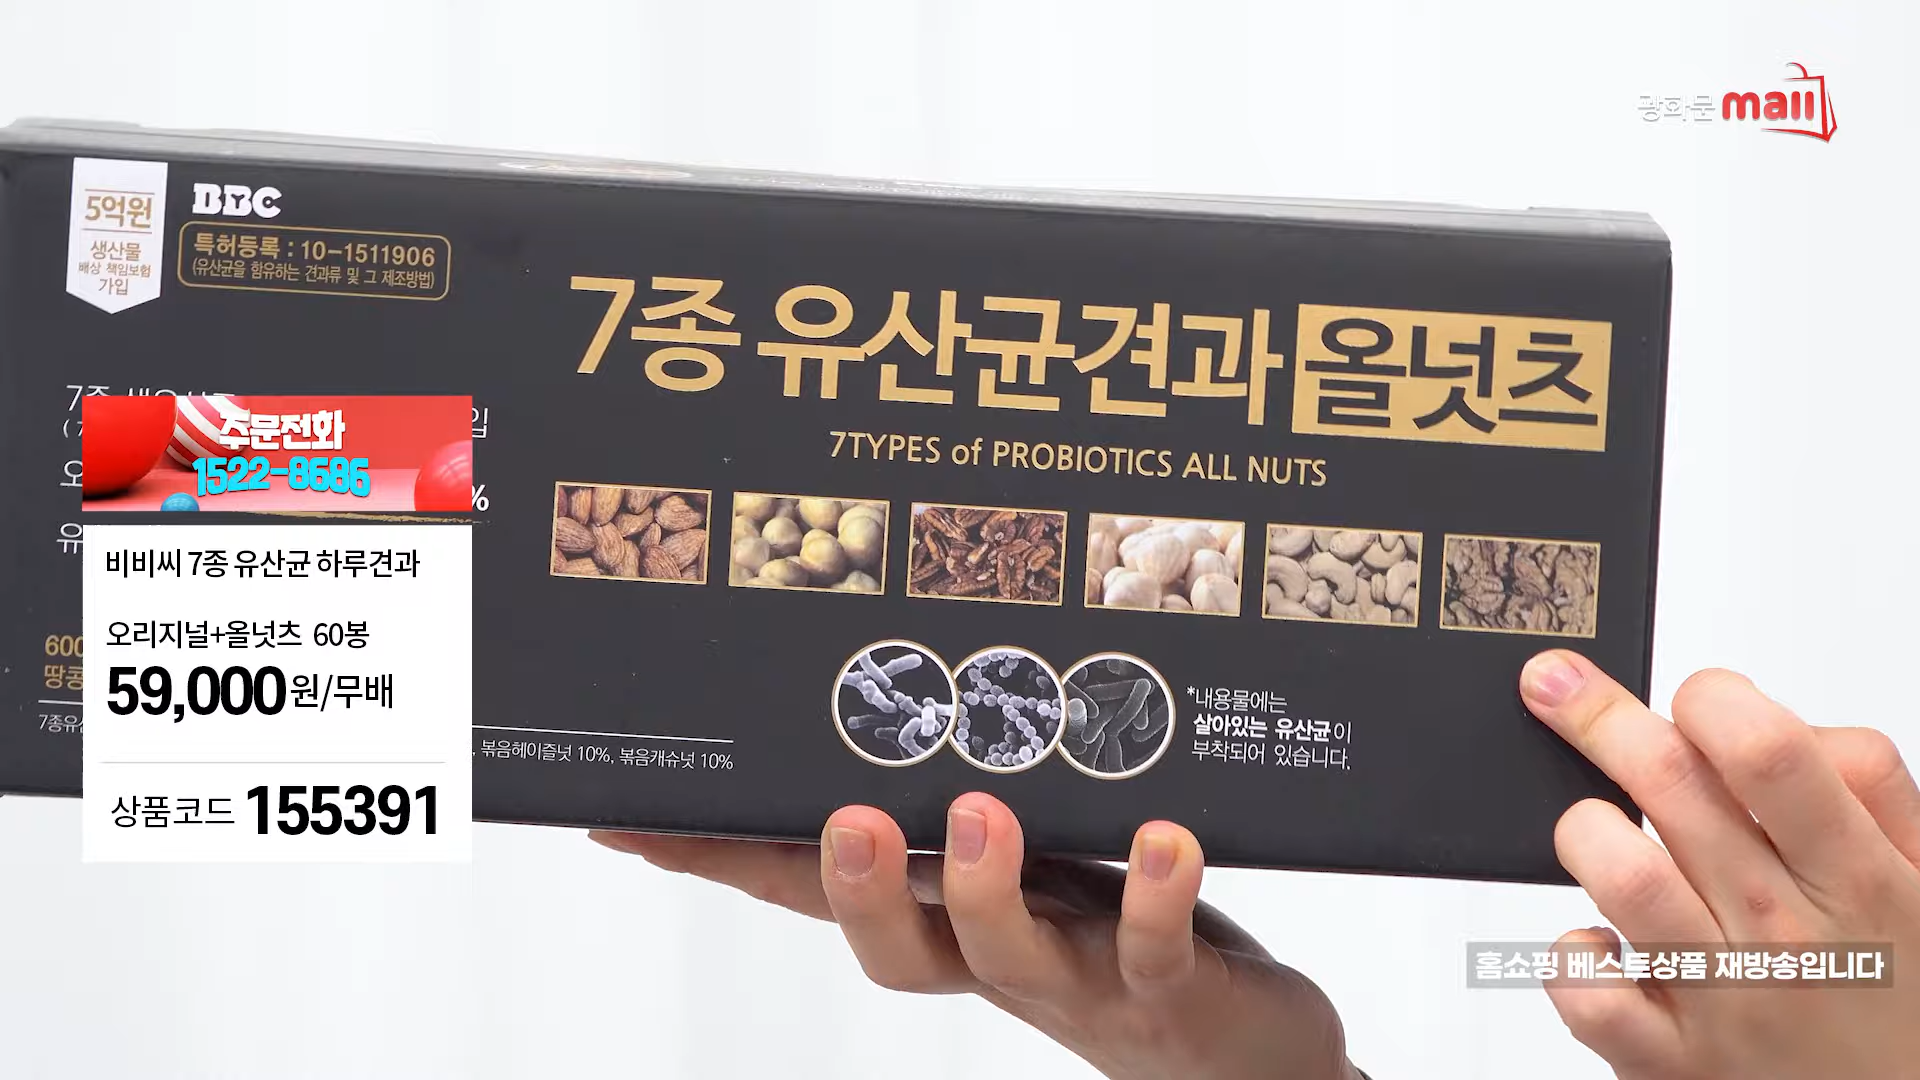 광화문 mall
5억원
생산물
배상 책임보험
가입
BBC
특허등록 : 10-1511906
(유산균을 함유하는 견과류 및 그 제조방법)
7종 유산균견과 올넛츠
7TYPES of PROBIOTICS ALL NUTS
주문전화
1522-8686
비비씨 7종 유산균 하루견과
오리지널+올넛츠 60봉
59,000원/무배
상품코드 155391
, 볶음헤이즐넛 10%, 볶음캐슈넛 10%
*내용물에는
살아있는 유산균이
부착되어 있습니다.
홈쇼핑 베스트상품 재방송입니다